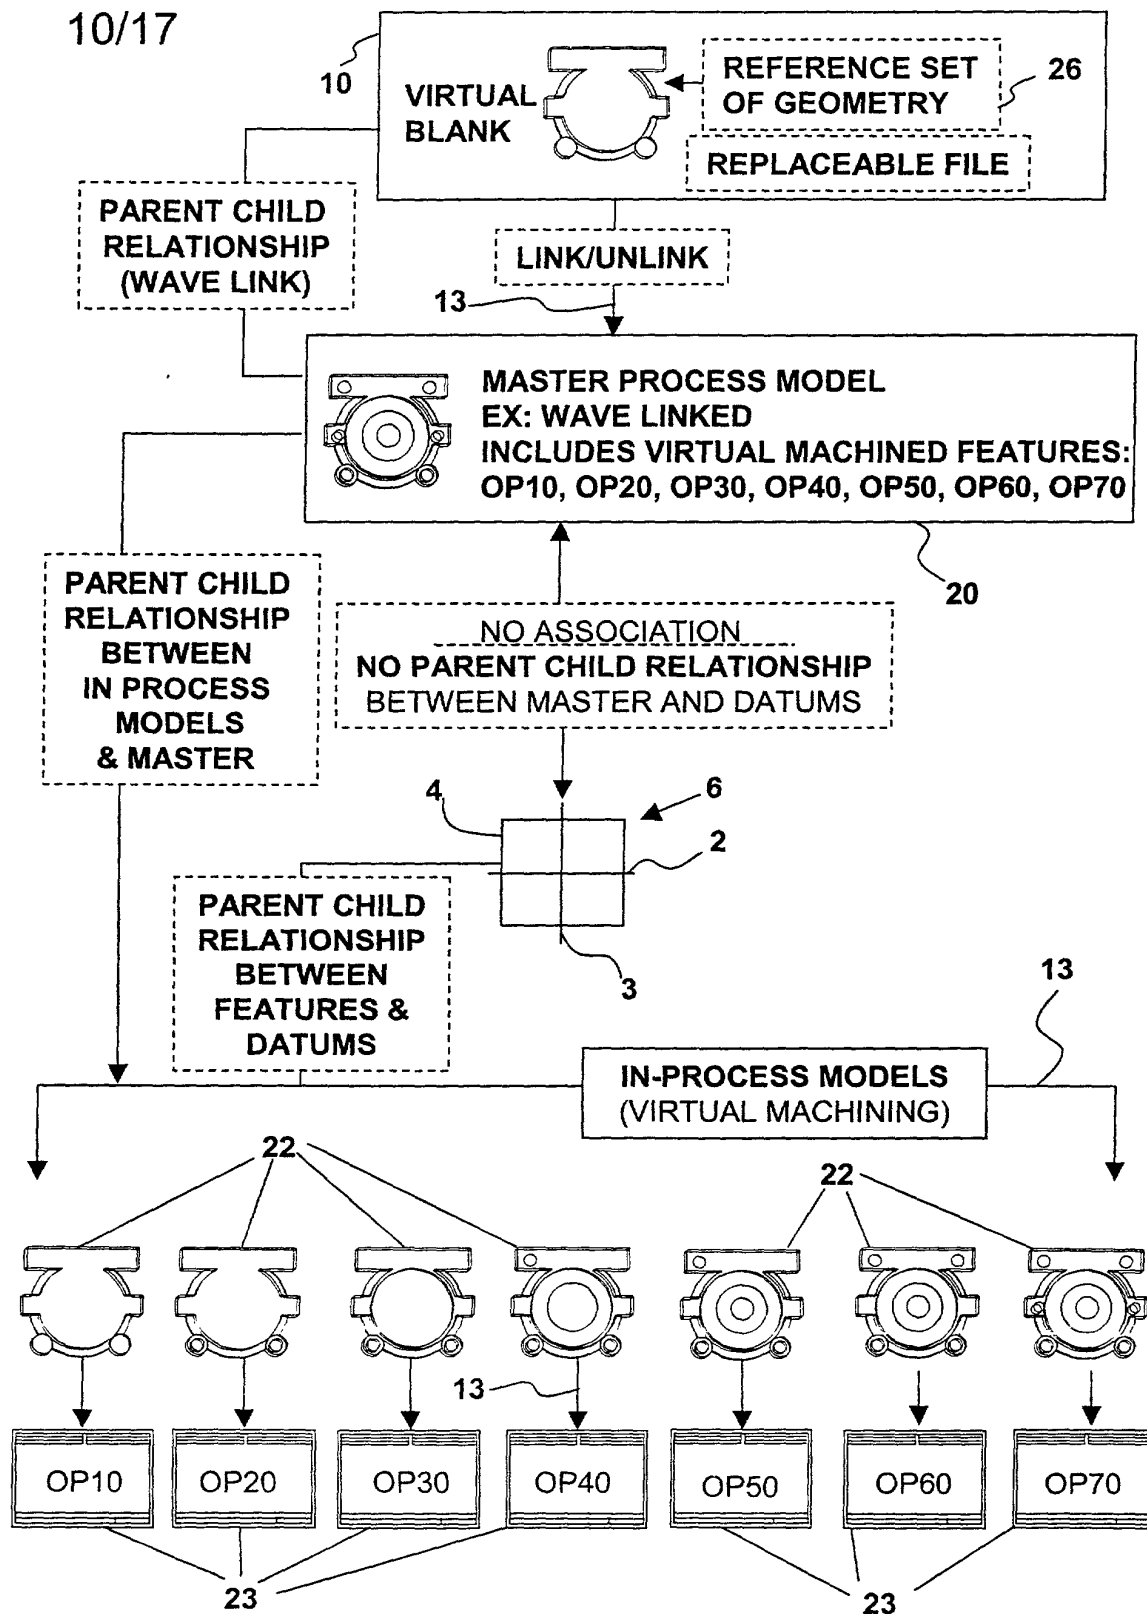 10/17
10
VIRTUAL
BLANK
REFERENCE SET
OF GEOMETRY
26
REPLACEABLE FILE
PARENT CHILD
RELATIONSHIP
(WAVE LINK)
LINK/UNLINK
13
MASTER PROCESS MODEL
EX: WAVE LINKED
INCLUDES VIRTUAL MACHINED FEATURES:
OP10, OP20, OP30, OP40, OP50, OP60, OP70
20
PARENT CHILD
RELATIONSHIP
BETWEEN
IN PROCESS
MODELS
& MASTER
NO ASSOCIATION
NO PARENT CHILD RELATIONSHIP
BETWEEN MASTER AND DATUMS
4
6
2
3
PARENT CHILD
RELATIONSHIP
BETWEEN
FEATURES &
DATUMS
13
IN-PROCESS MODELS
(VIRTUAL MACHINING)
22
22
13
OP10
OP20
OP30
OP40
OP50
OP60
OP70
23
23